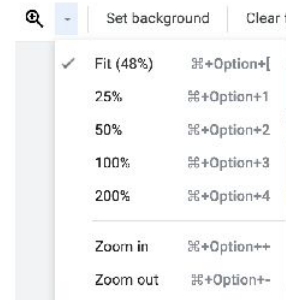 Set background Clear
Fit (48%) ⌘+Option+[
25% ⌘+Option+1
50% ⌘+Option+2
100% ⌘+Option+3
200% ⌘+Option+4
Zoom in ⌘+Option++
Zoom out ⌘+Option+-